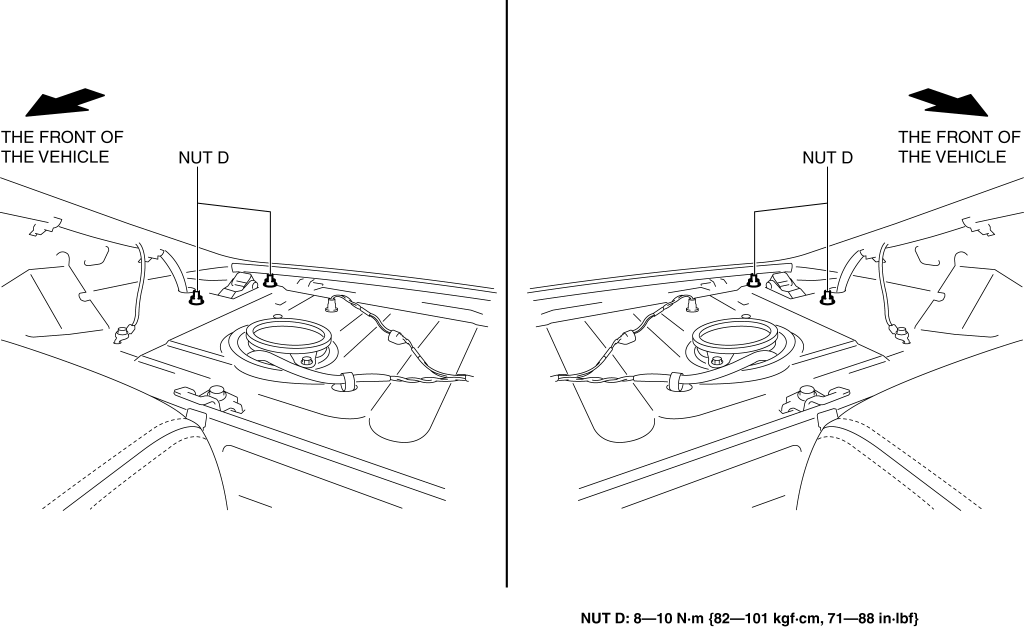 THE FRONT OF
THE VEHICLE
NUT D
NUT D
THE FRONT OF
THE VEHICLE
NUT D: 8—10 N·m {82—101 kgf·cm, 71—88 in·lbf}